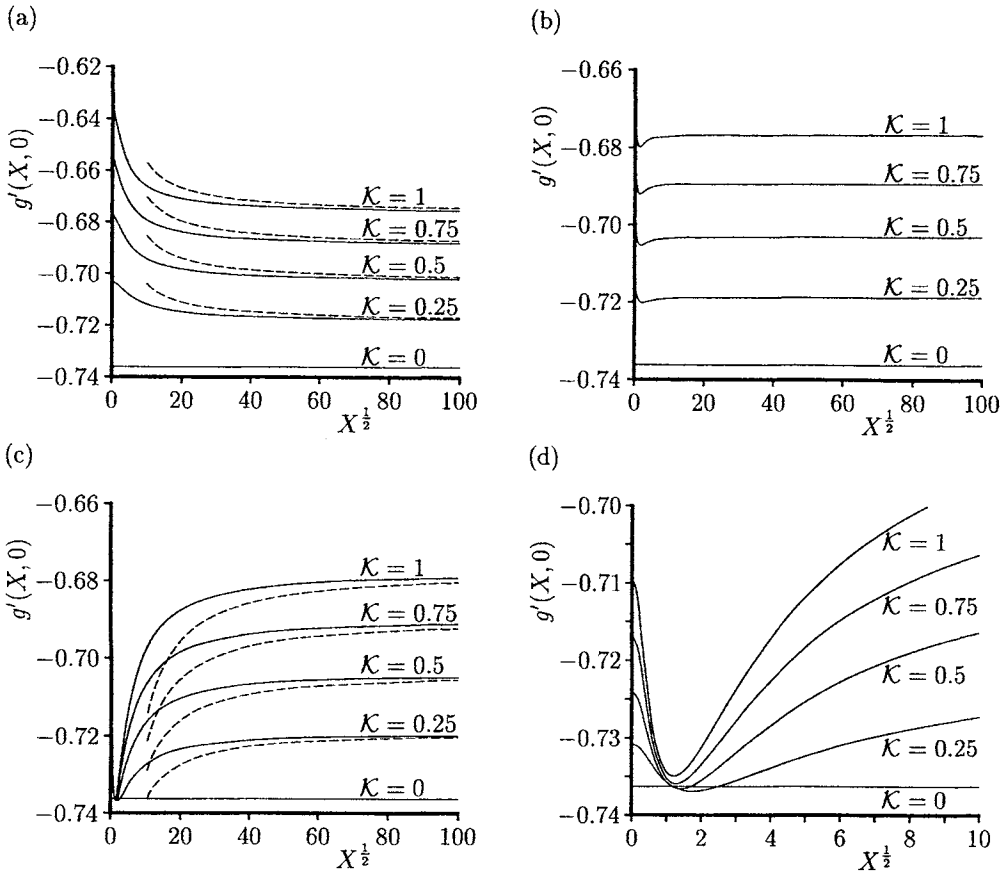 (a)
g′(X, 0)
−0.62
−0.64
−0.66
−0.68
−0.70
−0.72
−0.74
𝒦 = 1
𝒦 = 0.75
𝒦 = 0.5
𝒦 = 0.25
𝒦 = 0
0 20 40 60 80 100
X^{1/2}
(b)
g′(X, 0)
−0.66
−0.68
−0.70
−0.72
−0.74
𝒦 = 1
𝒦 = 0.75
𝒦 = 0.5
𝒦 = 0.25
𝒦 = 0
0 20 40 60 80 100
X^{1/2}
(c)
g′(X, 0)
−0.66
−0.68
−0.70
−0.72
−0.74
𝒦 = 1
𝒦 = 0.75
𝒦 = 0.5
𝒦 = 0.25
𝒦 = 0
0 20 40 60 80 100
X^{1/2}
(d)
g′(X, 0)
−0.70
−0.71
−0.72
−0.73
−0.74
𝒦 = 1
𝒦 = 0.75
𝒦 = 0.5
𝒦 = 0.25
𝒦 = 0
0 2 4 6 8 10
X^{1/2}